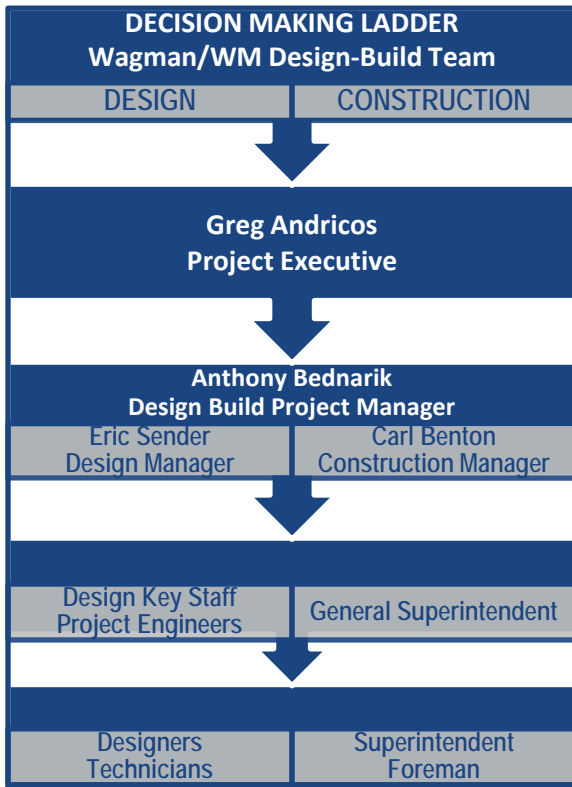 DECISION MAKING LADDER
Wagman/WM Design-Build Team
DESIGN
CONSTRUCTION
Greg Andricos
Project Executive
Anthony Bednarik
Design Build Project Manager
Eric Sender
Design Manager
Carl Benton
Construction Manager
Design Key Staff
Project Engineers
General Superintendent
Designers
Technicians
Superintendent
Foreman